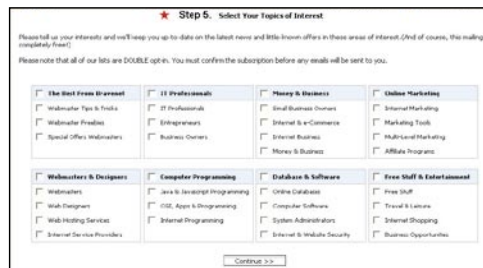 Step 5. Select Your Topics of Interest
Please tell us your interests and we'll keep you up-to-date on the latest news and little-known offers in these areas of interest.(And of course, this mailing
completely free!)
Please note that all of our lists are DOUBLE opt-in. You must confirm the subscription before any emails will be sent to you.
The Best From Bravenet
Webmaster Tips & Tricks
Webmaster Freebies
Special Offers Webmasters
IT Professionals
IT Professionals
Entrepreneurs
Business Owners
Money & Business
Small Business Owners
Internet & e-Commerce
Internet Business
Money & Business
Online Marketing
Internet Marketing
Marketing Tools
Multi-Level Marketing
Affiliate Programs
Webmasters & Designers
Webmasters
Web Designers
Web Hosting Services
Internet Service Providers
Computer Programming
Java & Javascript Programming
CGI, Apps & Programming
Internet Programming
Database & Software
Online Databases
Computer Software
System Administrators
Internet & Website Security
Free Stuff & Entertainment
Free Stuff
Travel & Leisure
Internet Shopping
Business Opportunites
Continue >>